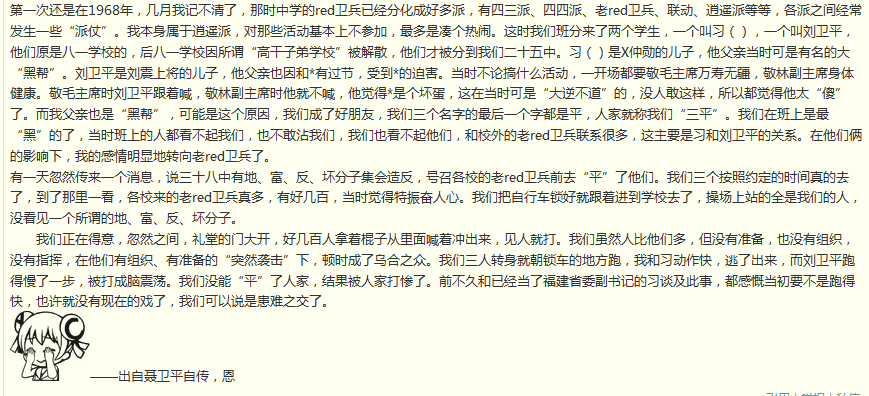 第一次还是在1968年，几月我记不清了，那时中学的red卫兵已经分化成好多派，有四三派、四四派、老red卫兵、联动、逍遥派等等，各派之间经常
发生一些“派仗”。我本身属于逍遥派，对那些活动基本上不参加，最多是凑个热闹。这时我们班分来了两个学生，一个叫习（ ），一个叫刘卫平，
他们原是八一学校的，后八一学校因所谓“高干子弟学校”被解散，他们才被分到我们二十五中。习（ ）是X仲勋的儿子，他父亲当时可是有名的大
“黑帮”。刘卫平是刘震上将的儿子，他父亲也因和*有过节，受到*的迫害。当时不论搞什么活动，一开场都要敬毛主席万寿无疆，敬林副主席身体
健康。敬毛主席时刘卫平跟着喊，敬林副主席时他就不喊，他觉得*是个坏蛋，这在当时可是“大逆不道”的，没人敢这样，所以都觉得他太“傻”
了。而我父亲也是“黑帮”，可能是这个原因，我们成了好朋友，我们三个名字的最后一个字都是平，人家就称我们“三平”。我们在班上是最
“黑”的了，当时班上的人都看不起我们，也不敢沾我们，我们也看不起他们，和校外的老red卫兵联系很多，这主要是习和刘卫平的关系。在他们俩
的影响下，我的感情明显地转向老red卫兵了。
有一天忽然传来一个消息，说三十八中有地、富、反、坏分子集会造反，号召各校的老red卫兵前去“平”了他们。我们三个按照约定的时间真的去
了，到了那里一看，各校来的老red卫兵真多，有好几百，当时觉得特振奋人心。我们把自行车锁好就跟着进到学校去了，操场上站的全是我们的人，
没看见一个所谓的地、富、反、坏分子。
我们正在得意，忽然之间，礼堂的门大开，好几百人拿着棍子从里面喊着冲出来，见人就打。我们虽然人比他们多，但没有准备，也没有组织，
没有指挥，在他们有组织、有准备的“突然袭击”下，顿时成了乌合之众。我们三人转身就朝锁车的地方跑，我和习动作快，逃了出来，而刘卫平跑
得慢了一步，被打成脑震荡。我们没能“平”了人家，结果被人家打惨了。前不久和已经当了福建省委副书记的习谈及此事，都感慨当初要不是跑得
快，也许就没有现在的戏了，我们可以说是患难之交了。
——出自聂卫平自传，恩